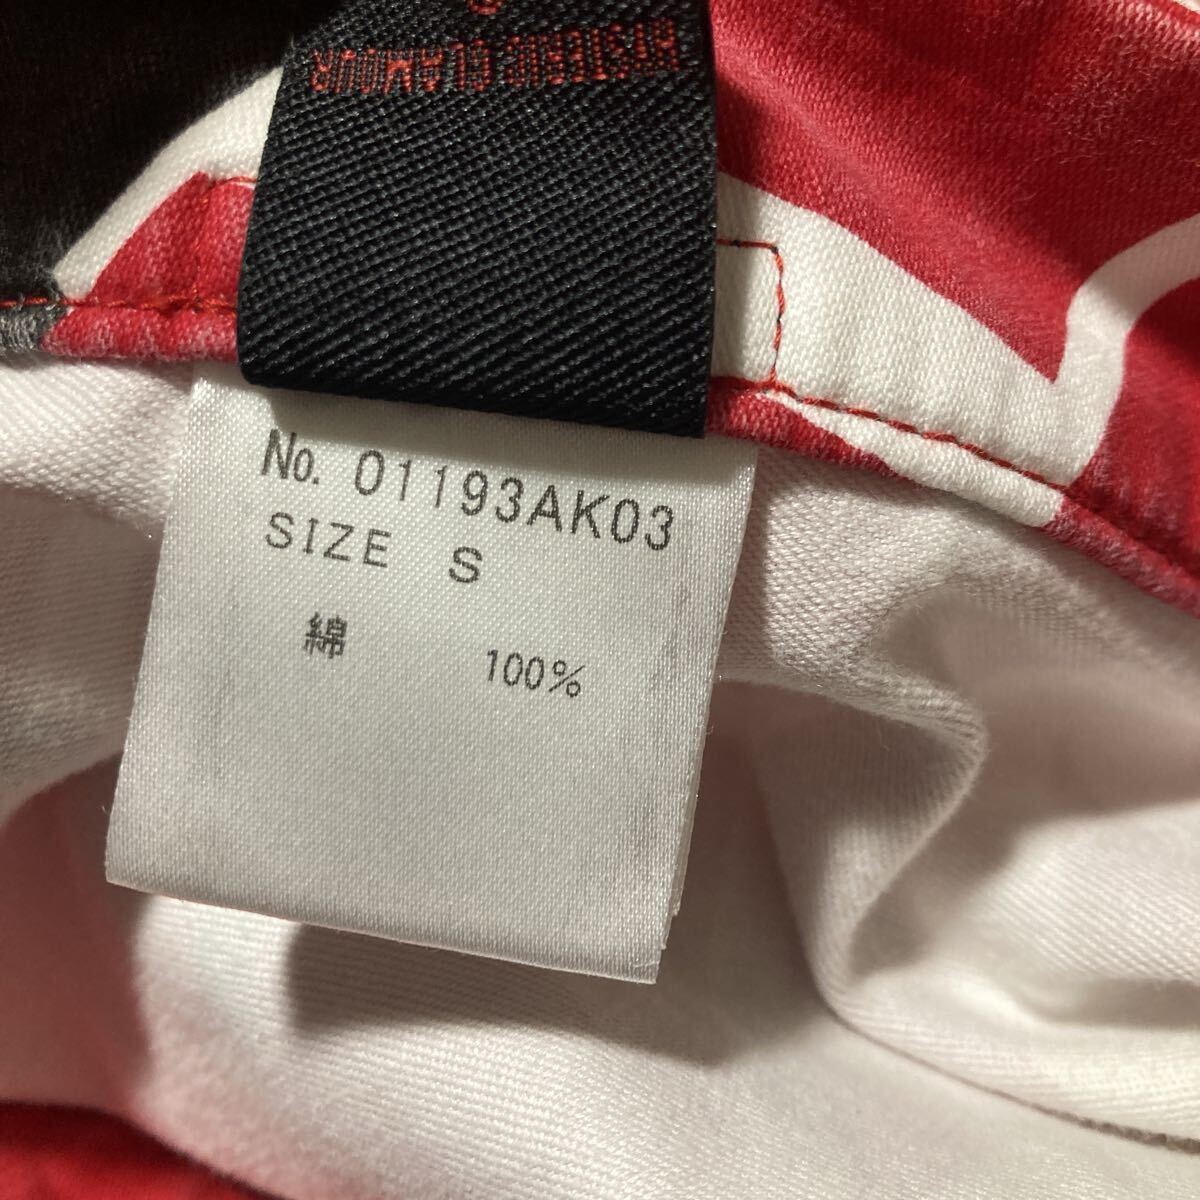 HYSTERIC GLAMOUR
No. 01193AK03
SIZE S
綿 100%